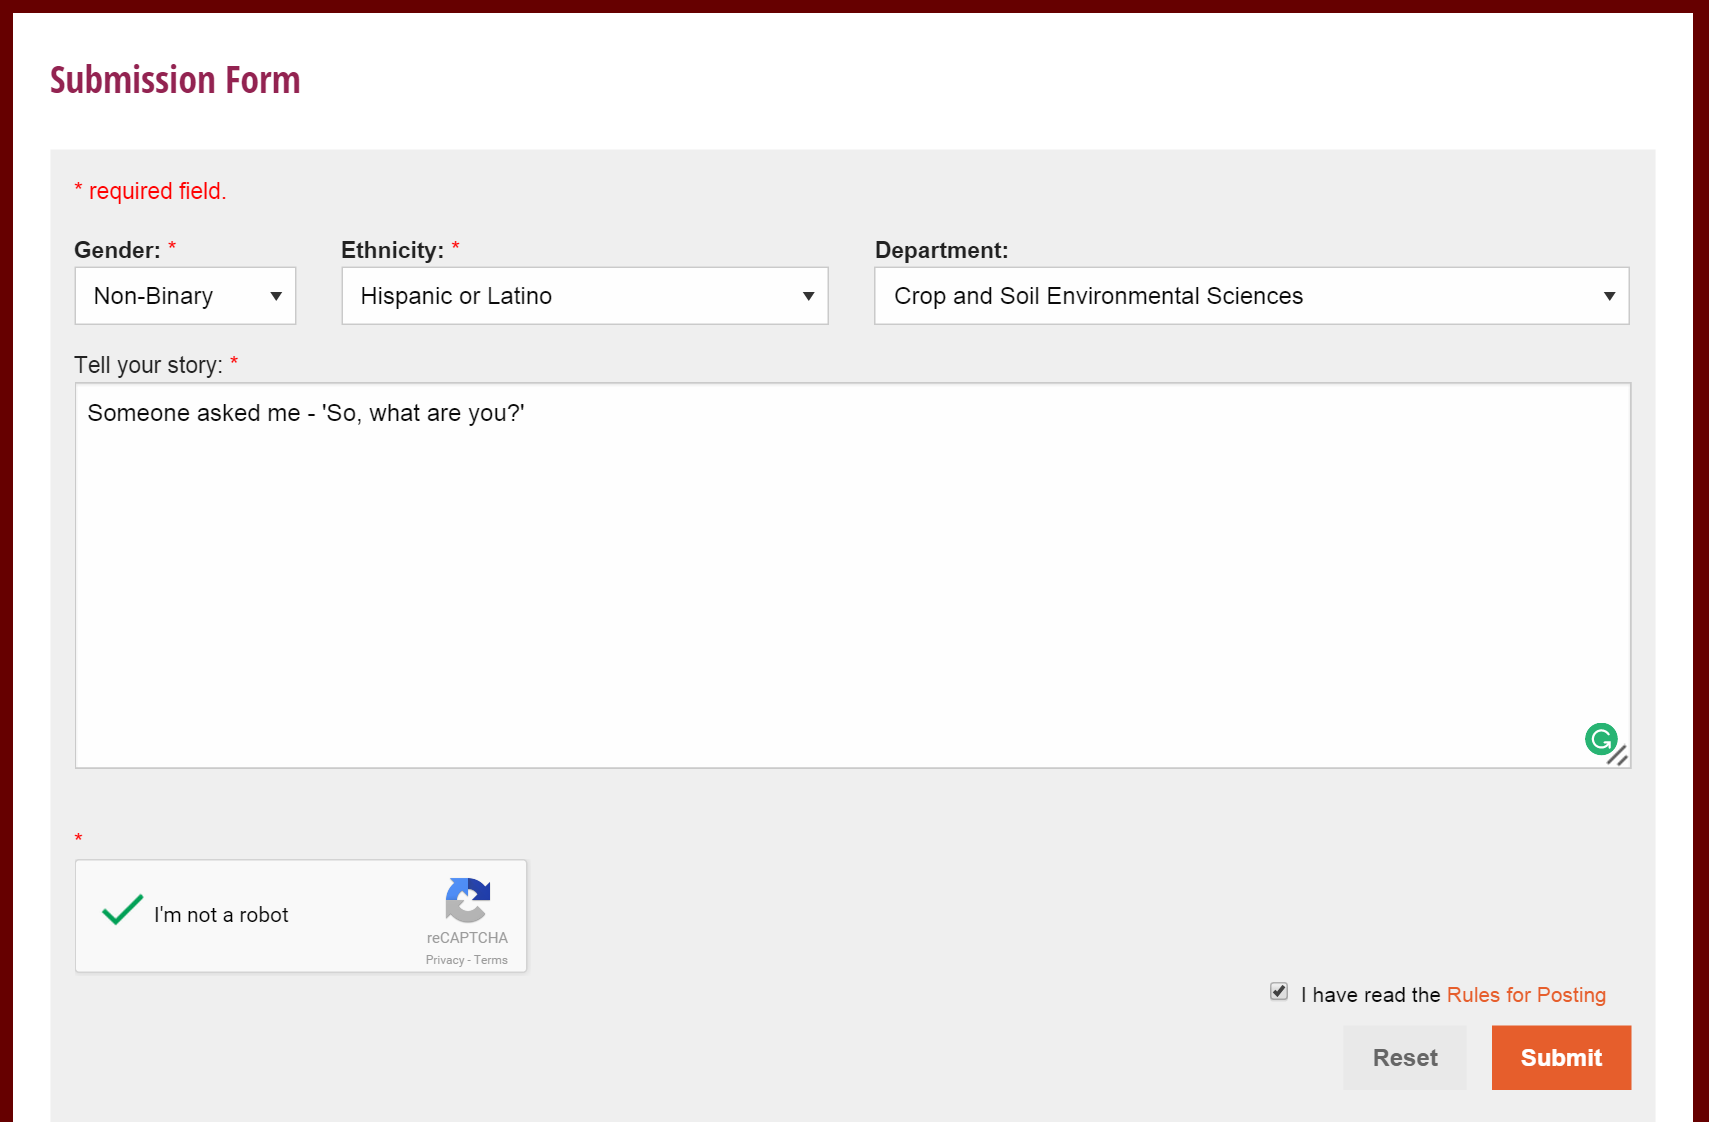 Submission Form
* required field.
Gender: * Ethnicity: * Department:
Non-Binary Hispanic or Latino Crop and Soil Environmental Sciences
Tell your story: *
Someone asked me - 'So, what are you?'
*
I'm not a robot
reCAPTCHA
Privacy - Terms
I have read the Rules for Posting
Reset Submit